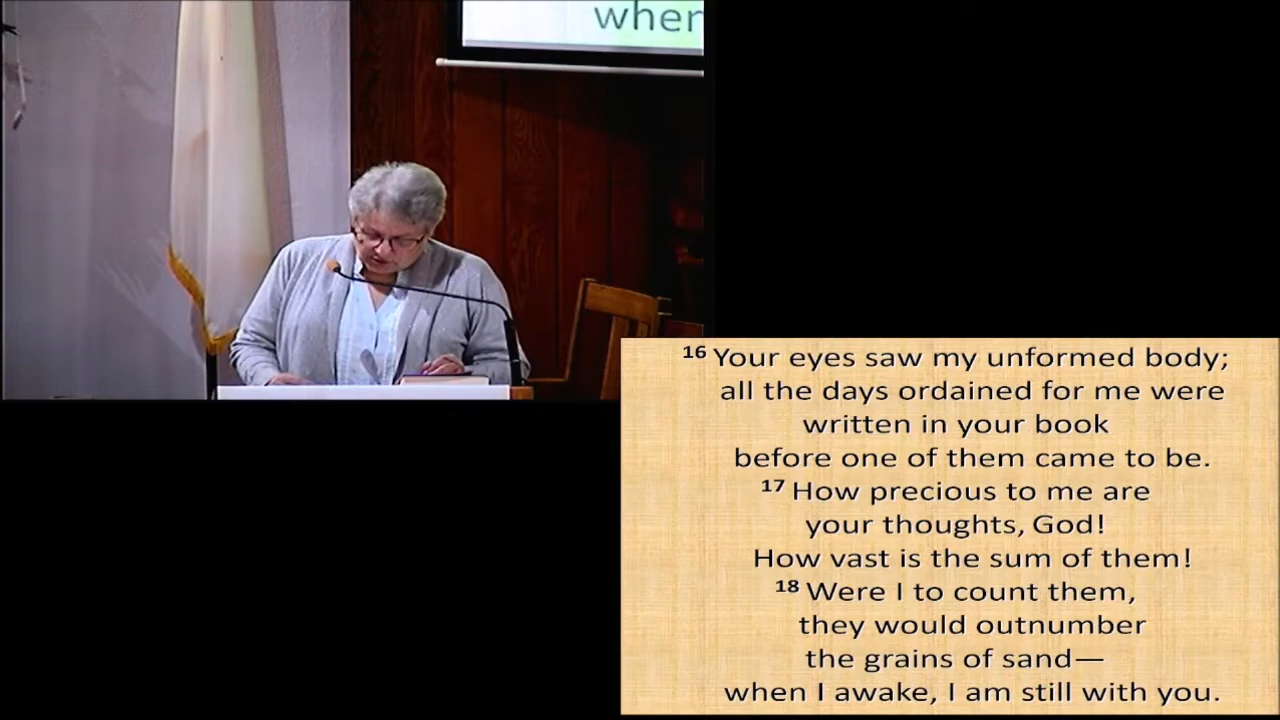 when
16 Your eyes saw my unformed body;
all the days ordained for me were
written in your book
before one of them came to be.
17 How precious to me are
your thoughts, God!
How vast is the sum of them!
18 Were I to count them,
they would outnumber
the grains of sand—
when I awake, I am still with you.